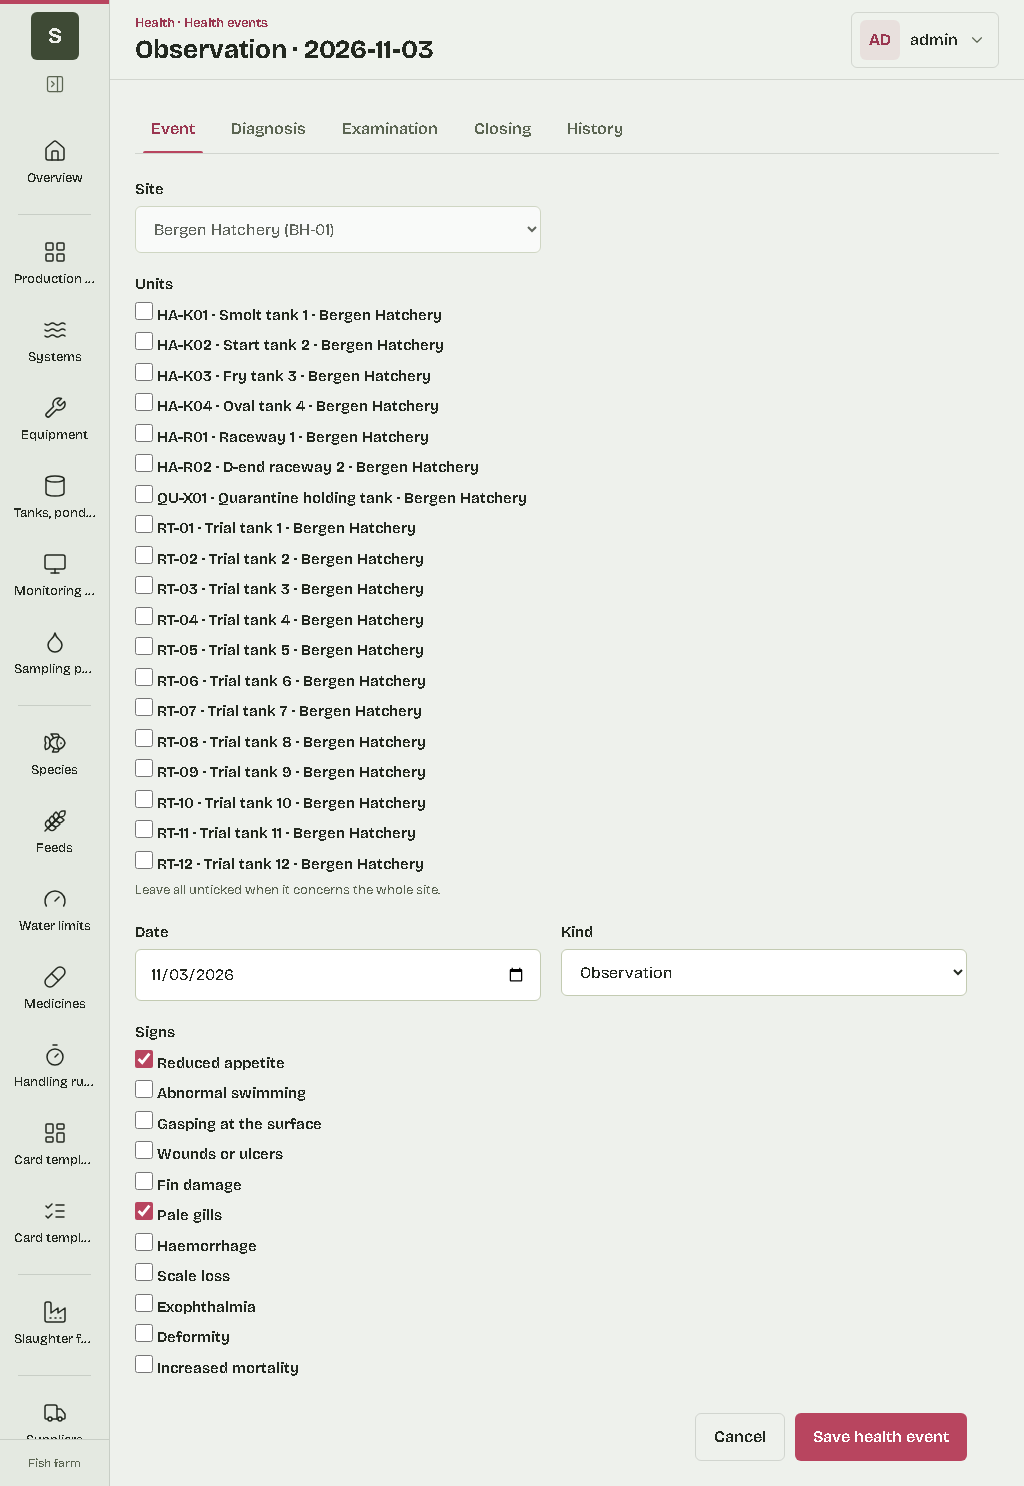 S
Overview
Production ...
Systems
Equipment
Tanks, pond...
Monitoring ...
Sampling p...
Species
Feeds
Water limits
Medicines
Handling ru...
Card templ...
Card templ...
Slaughter f...
Suppliers
Fish farm
Health · Health events
Observation · 2026-11-03
AD admin
Event Diagnosis Examination Closing History
Site
Bergen Hatchery (BH-01)
Units
HA-K01 · Smolt tank 1 · Bergen Hatchery
HA-K02 · Start tank 2 · Bergen Hatchery
HA-K03 · Fry tank 3 · Bergen Hatchery
HA-K04 · Oval tank 4 · Bergen Hatchery
HA-R01 · Raceway 1 · Bergen Hatchery
HA-R02 · D-end raceway 2 · Bergen Hatchery
QU-X01 · Quarantine holding tank · Bergen Hatchery
RT-01 · Trial tank 1 · Bergen Hatchery
RT-02 · Trial tank 2 · Bergen Hatchery
RT-03 · Trial tank 3 · Bergen Hatchery
RT-04 · Trial tank 4 · Bergen Hatchery
RT-05 · Trial tank 5 · Bergen Hatchery
RT-06 · Trial tank 6 · Bergen Hatchery
RT-07 · Trial tank 7 · Bergen Hatchery
RT-08 · Trial tank 8 · Bergen Hatchery
RT-09 · Trial tank 9 · Bergen Hatchery
RT-10 · Trial tank 10 · Bergen Hatchery
RT-11 · Trial tank 11 · Bergen Hatchery
RT-12 · Trial tank 12 · Bergen Hatchery
Leave all unticked when it concerns the whole site.
Date Kind
11/03/2026 Observation
Signs
Reduced appetite
Abnormal swimming
Gasping at the surface
Wounds or ulcers
Fin damage
Pale gills
Haemorrhage
Scale loss
Exophthalmia
Deformity
Increased mortality
Cancel Save health event